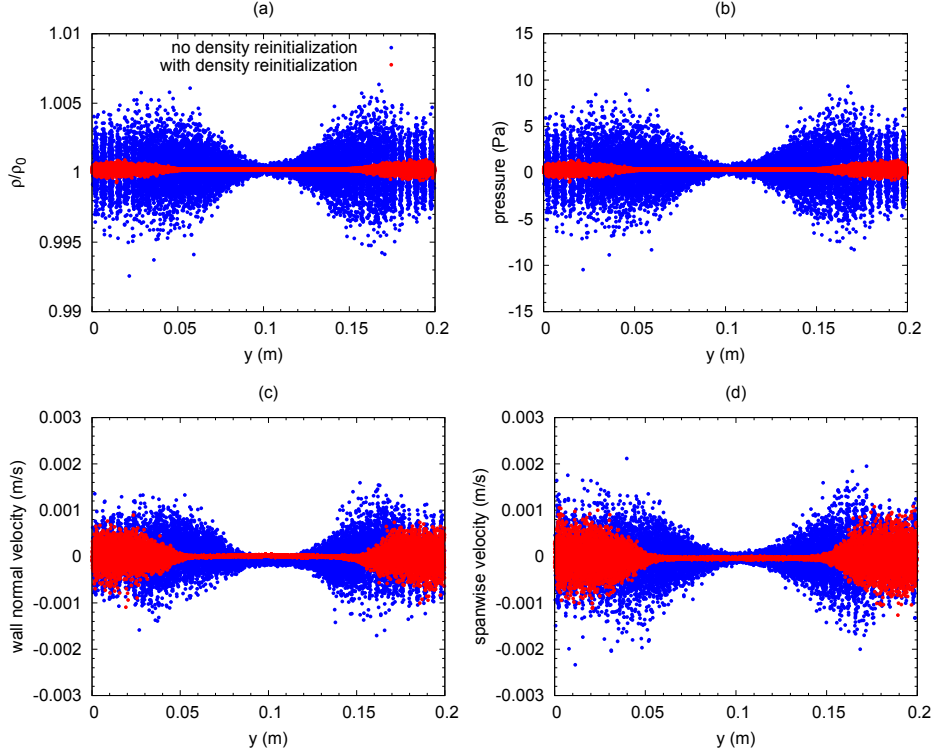 (a)
ρ/ρ0
1.01
1.005
1
0.995
0.99
no density reinitialization
with density reinitialization
0 0.05 0.1 0.15 0.2
y (m)
(b)
pressure (Pa)
15
10
5
0
-5
-10
-15
0 0.05 0.1 0.15 0.2
y (m)
(c)
wall normal velocity (m/s)
0.003
0.002
0.001
0
-0.001
-0.002
-0.003
0 0.05 0.1 0.15 0.2
y (m)
(d)
spanwise velocity (m/s)
0.003
0.002
0.001
0
-0.001
-0.002
-0.003
0 0.05 0.1 0.15 0.2
y (m)